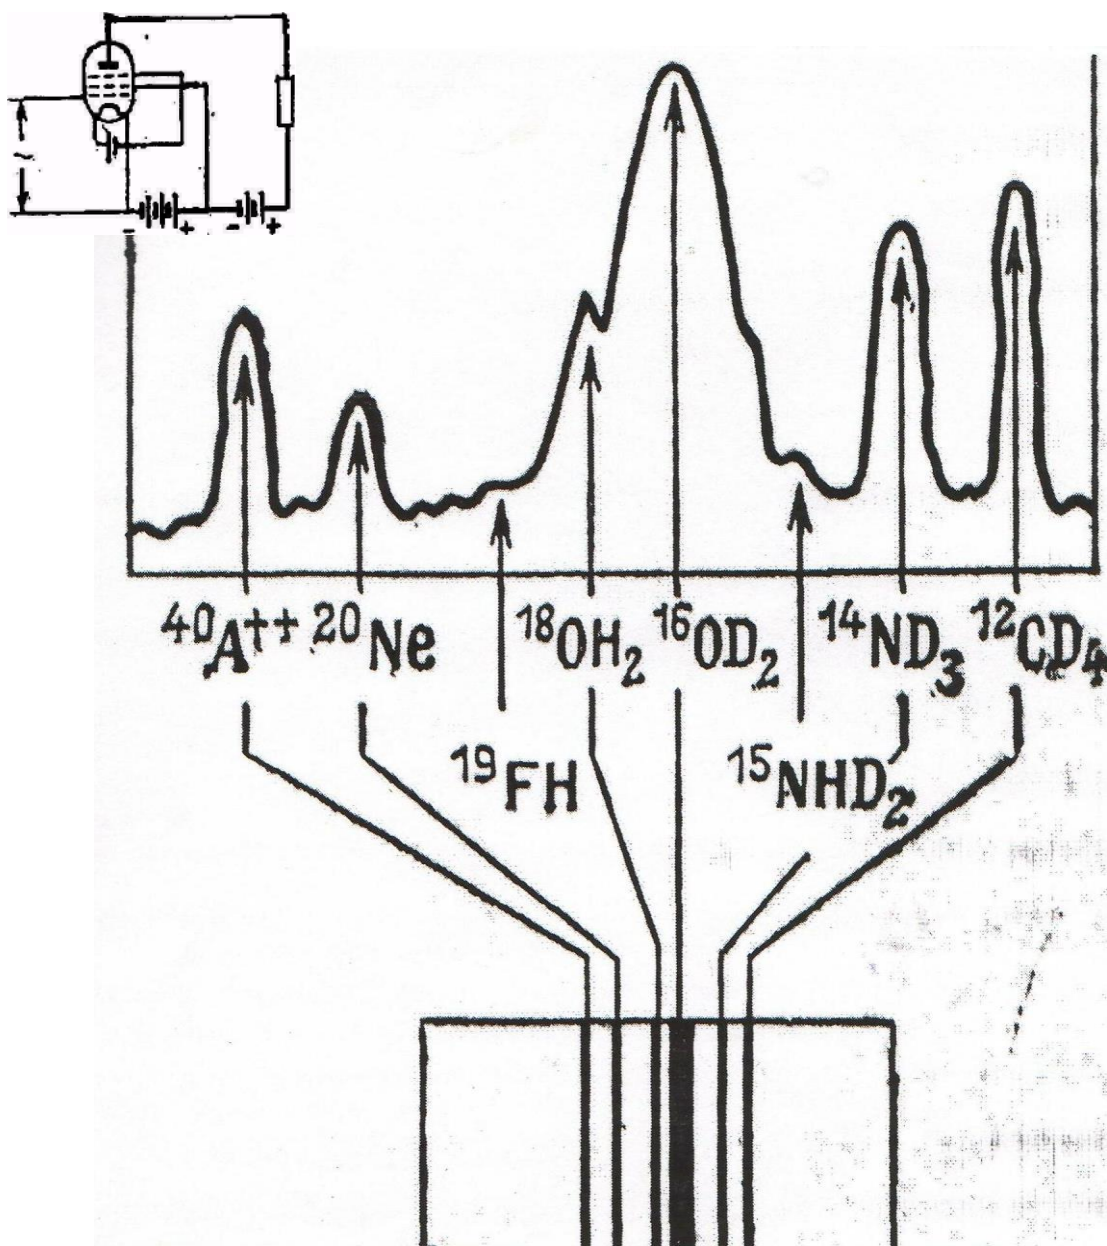 ~
- + - +
⁴⁰A⁺⁺ ²⁰Ne ¹⁸OH₂ ¹⁶OD₂ ¹⁴ND₃ ¹²CD₄
¹⁹FH ¹⁵NHD₂